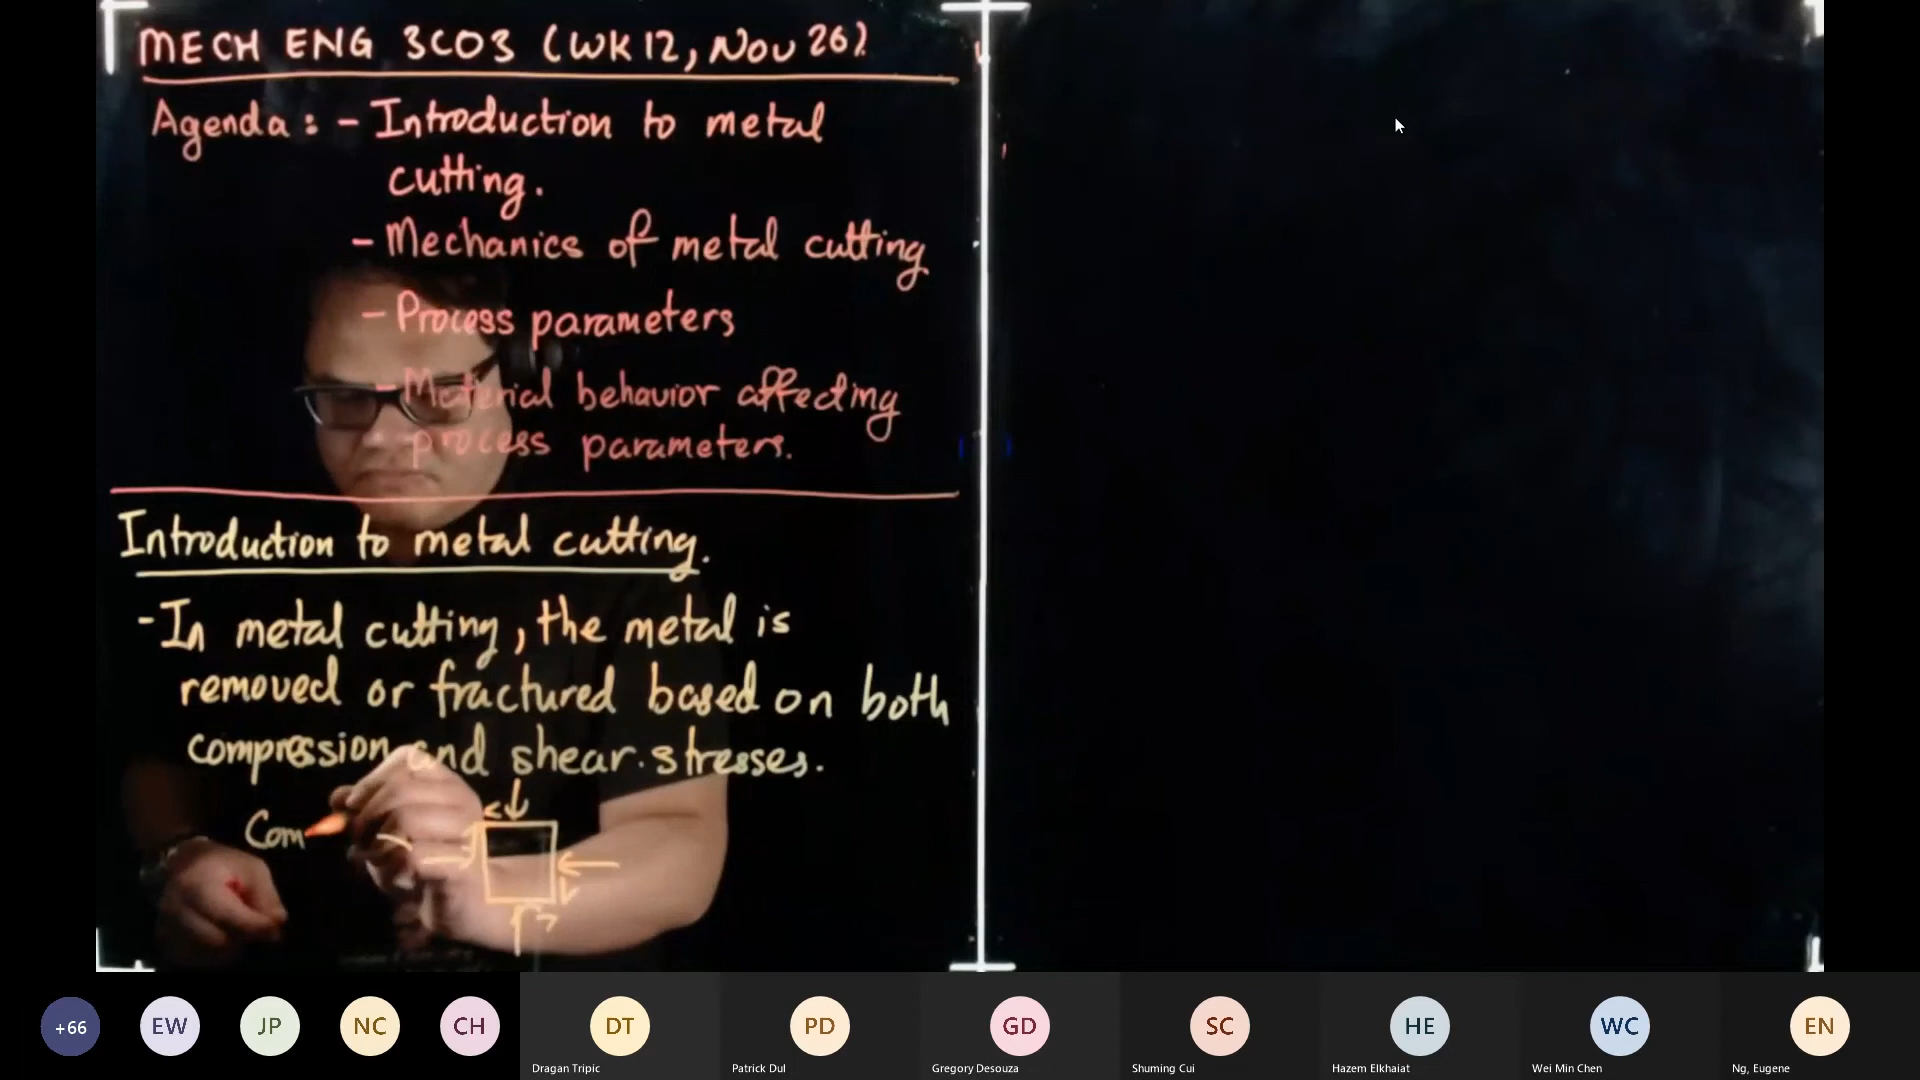 MECH ENG 3C03 (WK12, Nov 26)
Agenda: - Introduction to metal
cutting.
- Mechanics of metal cutting
- Process parameters
- Material behavior affecting
process parameters.
Introduction to metal cutting.
- In metal cutting, the metal is
removed or fractured based on both
compression and shear stresses.
Com
+66
EW
JP
NC
CH
DT
PD
GD
SC
HE
WC
EN
Dragan Tripic
Patrick Dul
Gregory Desouza
Shuming Cui
Hazem Elkhaiat
Wei Min Chen
Ng, Eugene